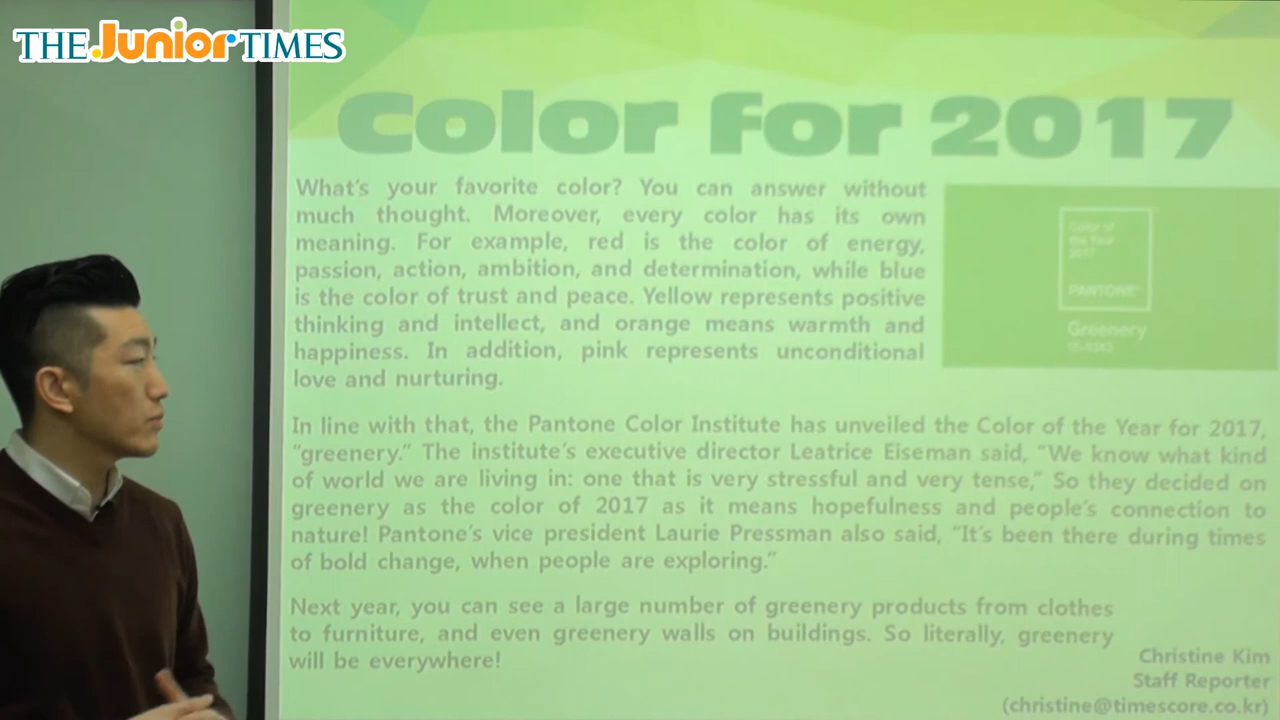 THE Junior TIMES
Color for 2017
What's your favorite color? You can answer without
much thought. Moreover, every color has its own
meaning. For example, red is the color of energy,
passion, action, ambition, and determination, while blue
is the color of trust and peace. Yellow represents positive
thinking and intellect, and orange means warmth and
happiness. In addition, pink represents unconditional
love and nurturing.
Color of
the Year
2017
PANTONE
Greenery
In line with that, the Pantone Color Institute has unveiled the Color of the Year for 2017,
"greenery." The institute's executive director Leatrice Eiseman said, "We know what kind
of world we are living in: one that is very stressful and very tense," So they decided on
greenery as the color of 2017 as it means hopefulness and people's connection to
nature! Pantone's vice president Laurie Pressman also said, "It's been there during times
of bold change, when people are exploring."
Next year, you can see a large number of greenery products from clothes
to furniture, and even greenery walls on buildings. So literally, greenery
will be everywhere!
Christine Kim
Staff Reporter
(christine@timescore.co.kr)